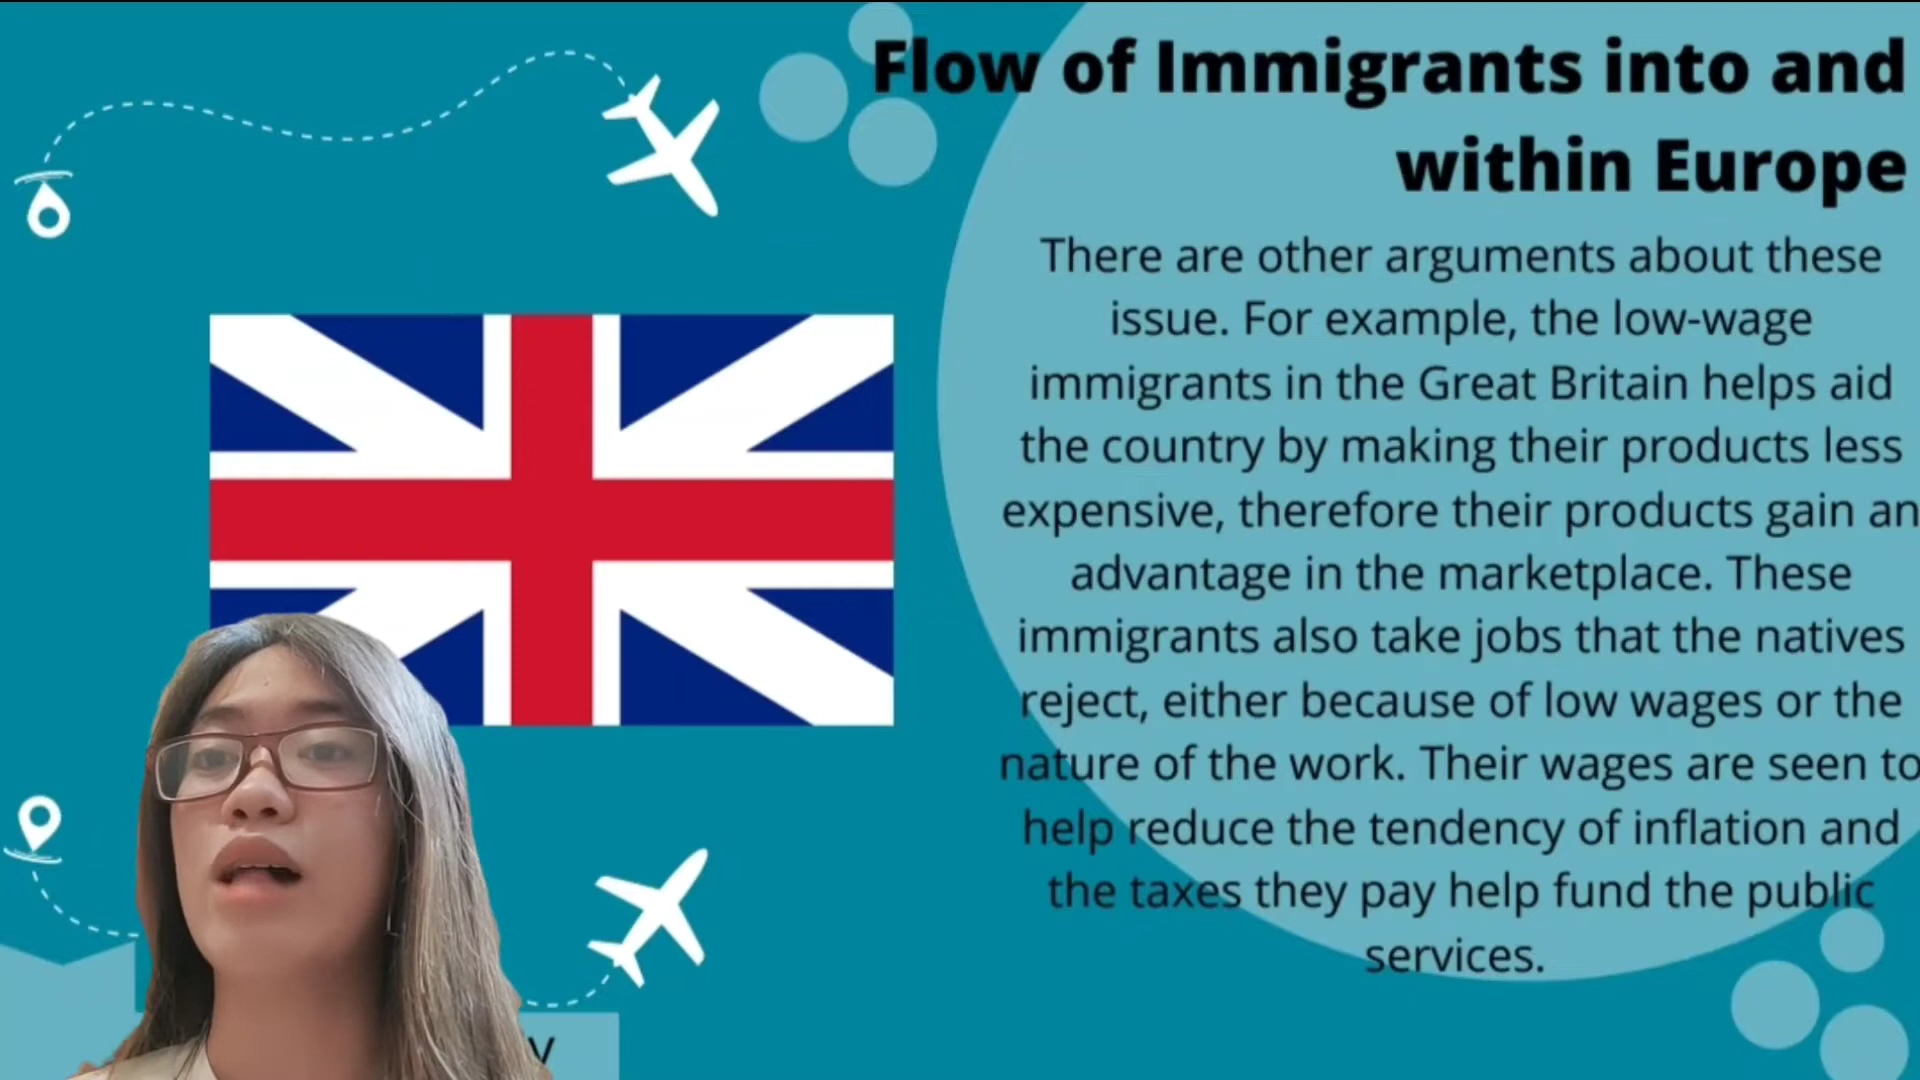 Flow of Immigrants into and
within Europe
There are other arguments about these
issue. For example, the low-wage
immigrants in the Great Britain helps aid
the country by making their products less
expensive, therefore their products gain an
advantage in the marketplace. These
immigrants also take jobs that the natives
reject, either because of low wages or the
nature of the work. Their wages are seen to
help reduce the tendency of inflation and
the taxes they pay help fund the public
services.